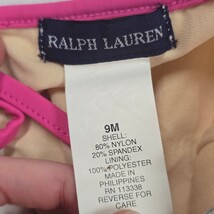 RALPH LAUREN
9M
SHELL:
80% NYLON
20% SPANDEX
LINING:
100% POLYESTER
MADE IN
PHILIPPINES
RN 113338
REVERSE FOR
CARE